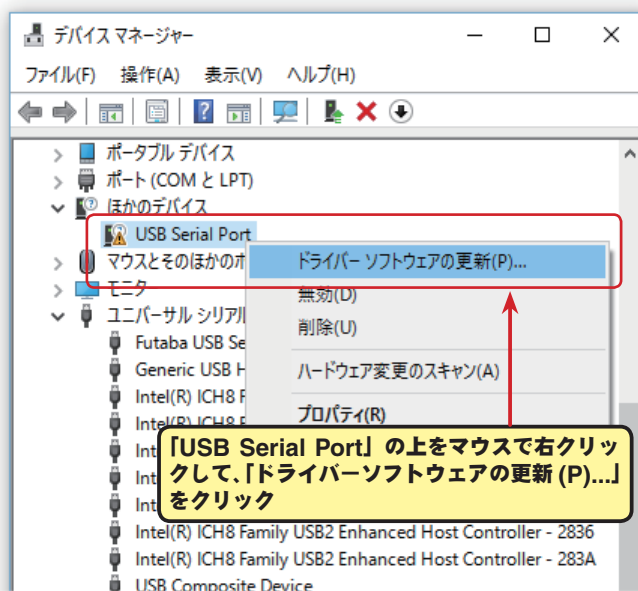 デバイス マネージャー
ファイル(F) 操作(A) 表示(V) ヘルプ(H)
ポータブル デバイス
ポート (COM と LPT)
ほかのデバイス
USB Serial Port
マウスとそのほかのポ
モニター
ユニバーサル シリアル
Futaba USB Se
Generic USB H
Intel(R) ICH8 F
Intel(R) ICH8 F
Int
Int
Int
Intel(R) ICH8 Family USB2 Enhanced Host Controller - 2836
Intel(R) ICH8 Family USB2 Enhanced Host Controller - 283A
USB Composite Device
ドライバー ソフトウェアの更新(P)...
無効(D)
削除(U)
ハードウェア変更のスキャン(A)
プロパティ(R)
「USB Serial Port」の上をマウスで右クリッ
クして、「ドライバーソフトウェアの更新 (P)...」
をクリック